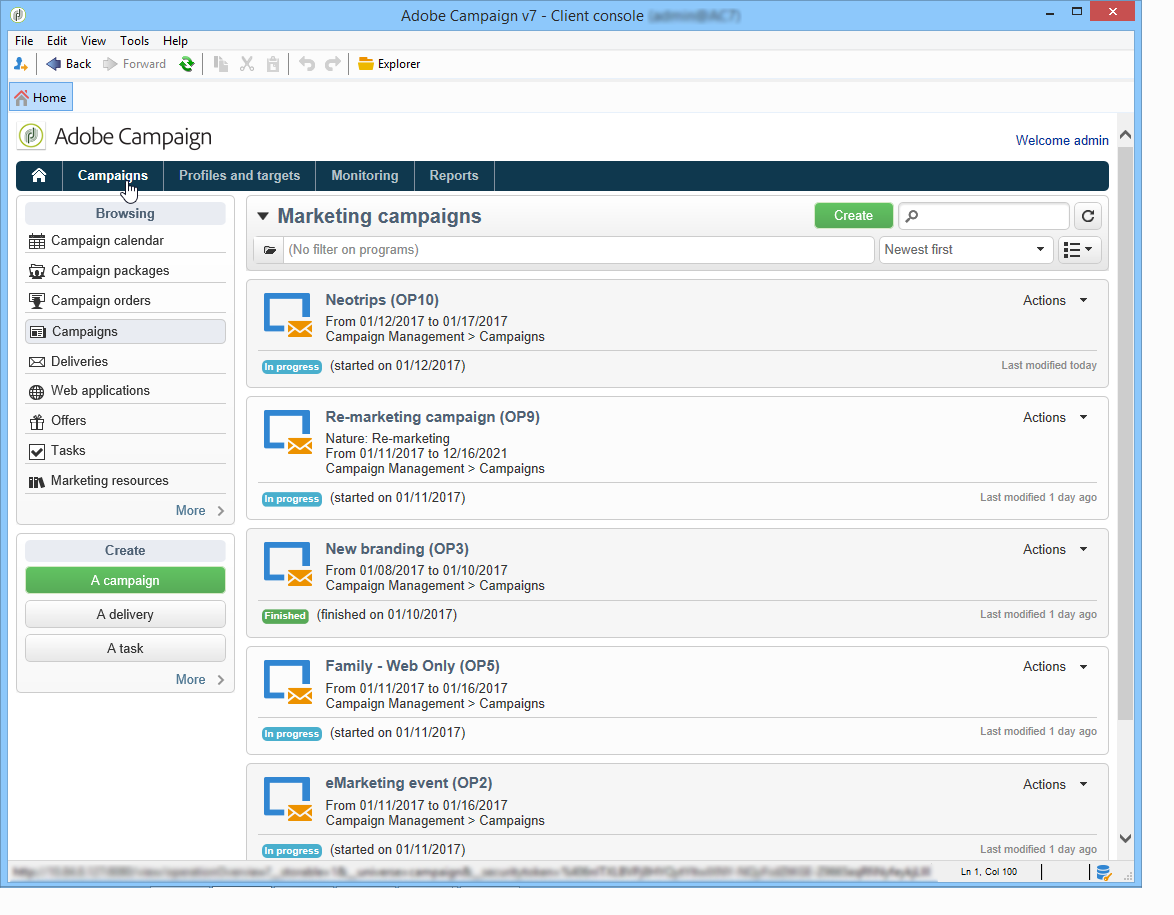 Adobe Campaign v7 - Client console (admin@AC7)
File Edit View Tools Help
Back Forward Explorer
Home
Adobe Campaign
Welcome admin
Campaigns Profiles and targets Monitoring Reports
Browsing
Campaign calendar
Campaign packages
Campaign orders
Campaigns
Deliveries
Web applications
Offers
Tasks
Marketing resources
More
Create
A campaign
A delivery
A task
More
Marketing campaigns Create
(No filter on programs) Newest first
Neotrips (OP10) Actions
From 01/12/2017 to 01/17/2017
Campaign Management > Campaigns
In progress (started on 01/12/2017) Last modified today
Re-marketing campaign (OP9) Actions
Nature: Re-marketing
From 01/11/2017 to 12/16/2021
Campaign Management > Campaigns
In progress (started on 01/11/2017) Last modified 1 day ago
New branding (OP3) Actions
From 01/08/2017 to 01/10/2017
Campaign Management > Campaigns
Finished (finished on 01/10/2017) Last modified 1 day ago
Family - Web Only (OP5) Actions
From 01/11/2017 to 01/16/2017
Campaign Management > Campaigns
In progress (started on 01/11/2017) Last modified 1 day ago
eMarketing event (OP2) Actions
From 01/11/2017 to 01/16/2017
Campaign Management > Campaigns
In progress (started on 01/11/2017) Last modified 1 day ago
Ln 1, Col 100